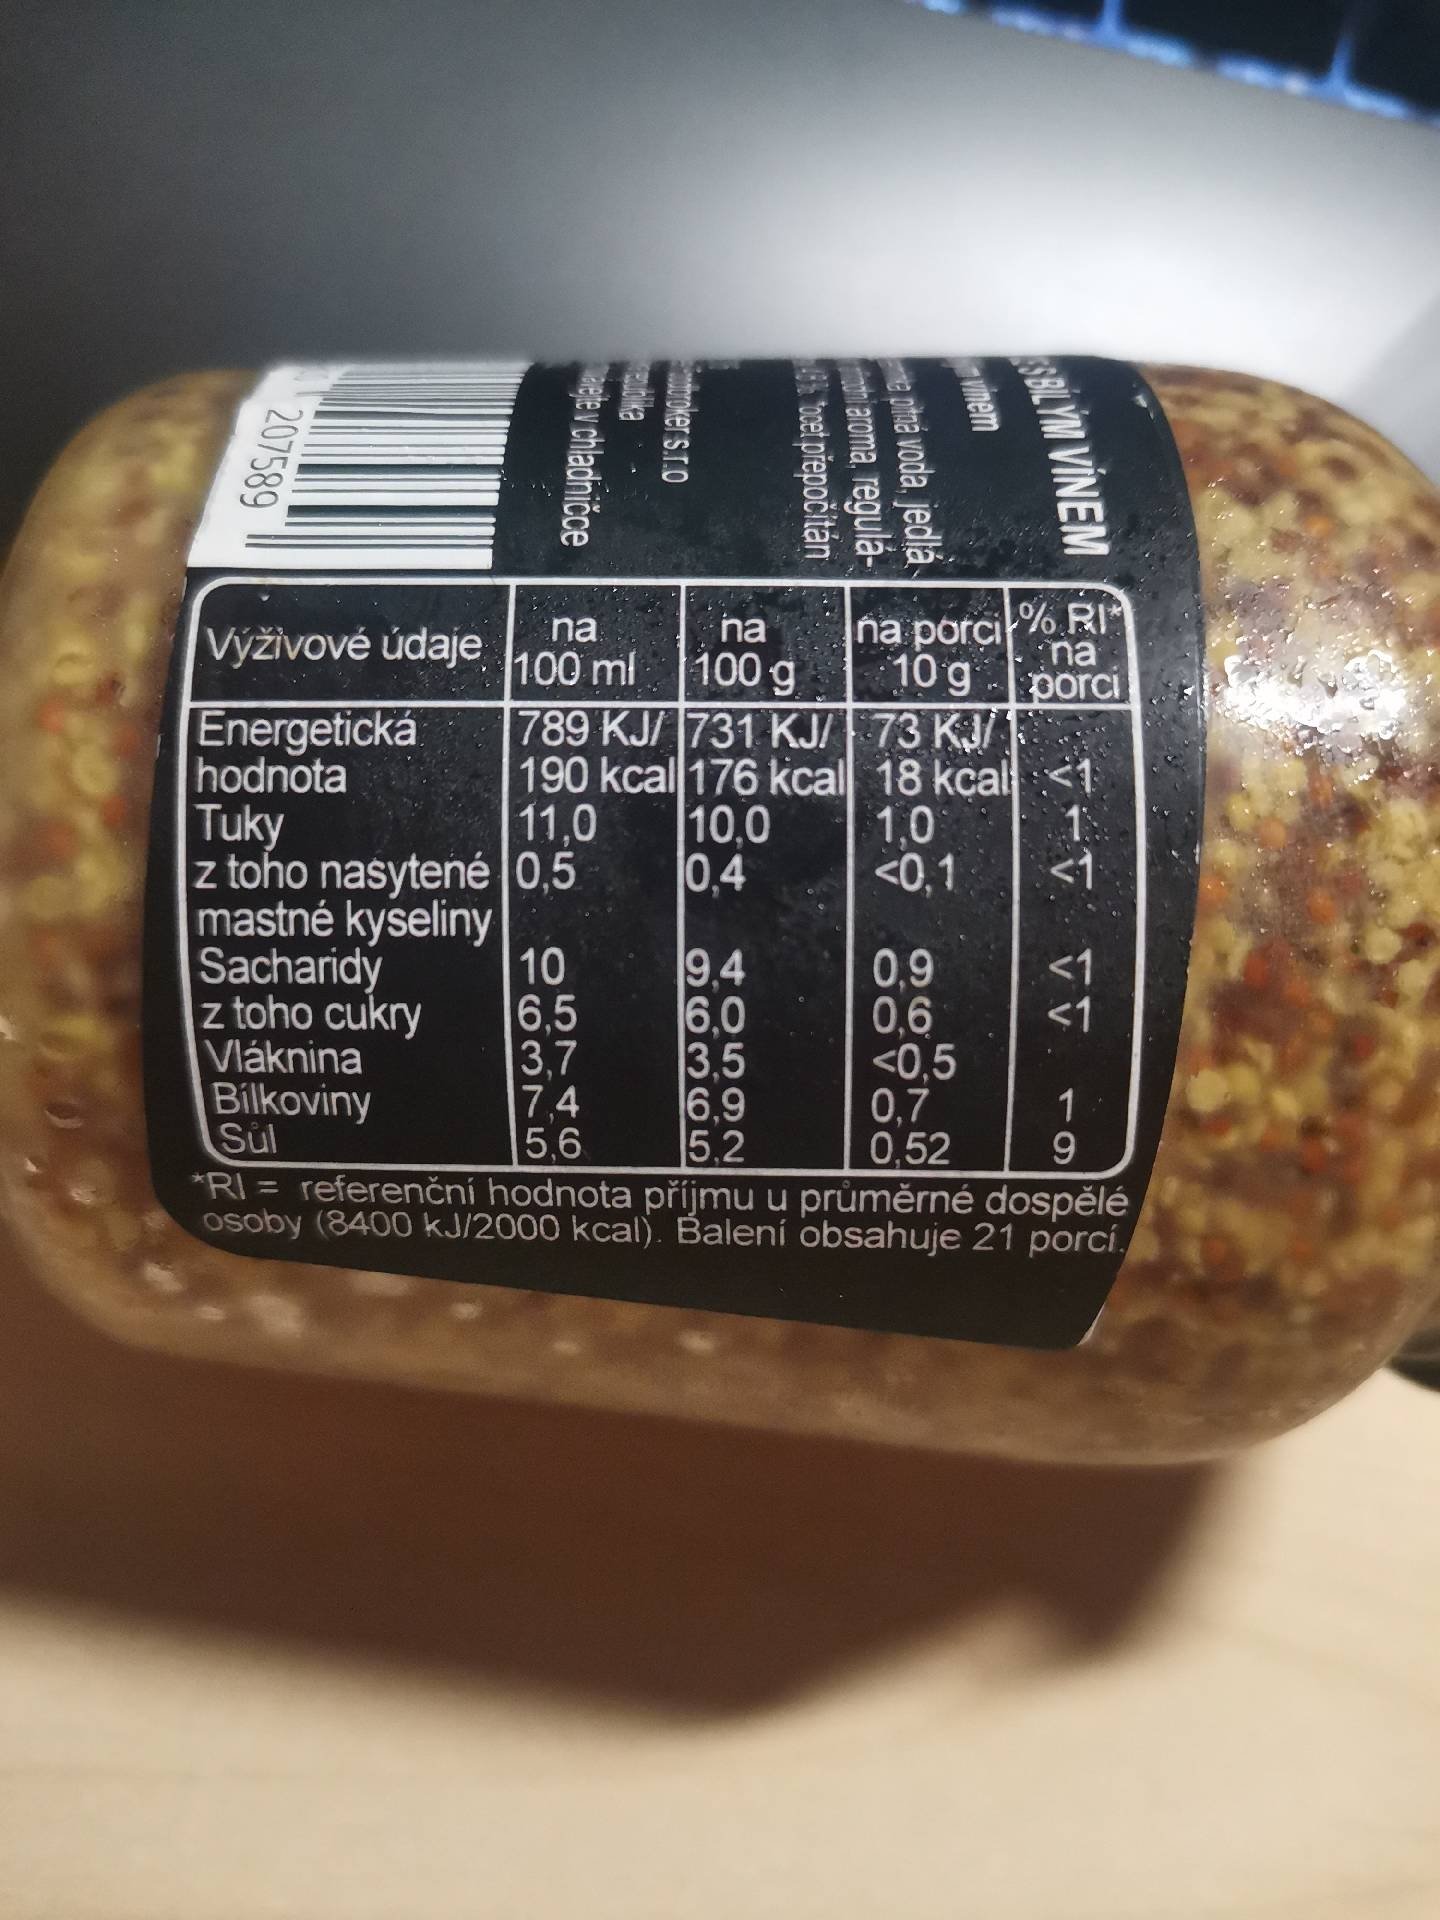 S BÍLÝM VÍNEM
vínem
pitná voda, jedlá
aroma, regulá-
ocet přepočítán
s.r.o
v chladničce
207589
Výživové údaje na 100 ml na 100 g na porci 10 g % RI* na porci
Energetická 789 KJ/ 731 KJ/ 73 KJ/
hodnota 190 kcal 176 kcal 18 kcal <1
Tuky 11,0 10,0 1,0 1
z toho nasytené 0,5 0,4 <0,1 <1
mastné kyseliny
Sacharidy 10 9,4 0,9 <1
z toho cukry 6,5 6,0 0,6 <1
Vláknina 3,7 3,5 <0,5
Bílkoviny 7,4 6,9 0,7 1
Sůl 5,6 5,2 0,52 9
*RI = referenční hodnota příjmu u průměrné dospělé
osoby (8400 kJ/2000 kcal). Balení obsahuje 21 porcí.